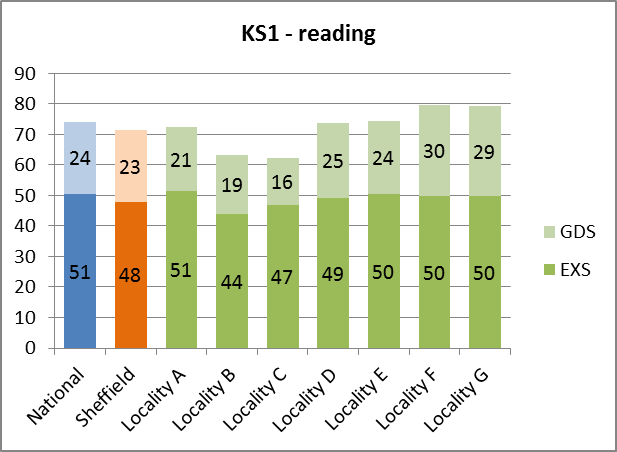 KS1 - reading
90
80
70
60
50
40
30
20
10
0
24 23 21 19 16 25 24 30 29
51 48 51 44 47 49 50 50 50
GDS
EXS
National Sheffield Locality A Locality B Locality C Locality D Locality E Locality F Locality G